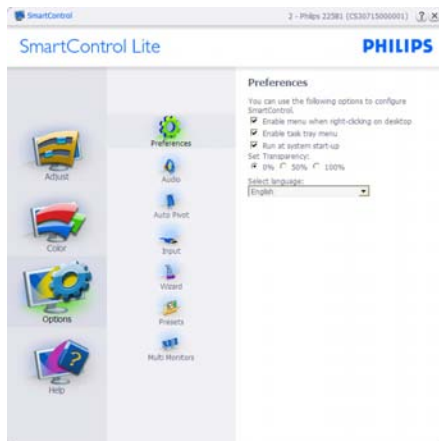 SmartControl
2 - Philips 225B1 (CS30715000001)
SmartControl Lite
PHILIPS
Adjust
Color
Options
Help
Preferences
Audio
Auto Pivot
Input
Wizard
Presets
Multi Monitors
Preferences
You can use the following options to configure
SmartControl.
Enable menu when right-clicking on desktop
Enable task tray menu
Run at system start-up
Set Transparency:
0% 50% 100%
Select language:
English